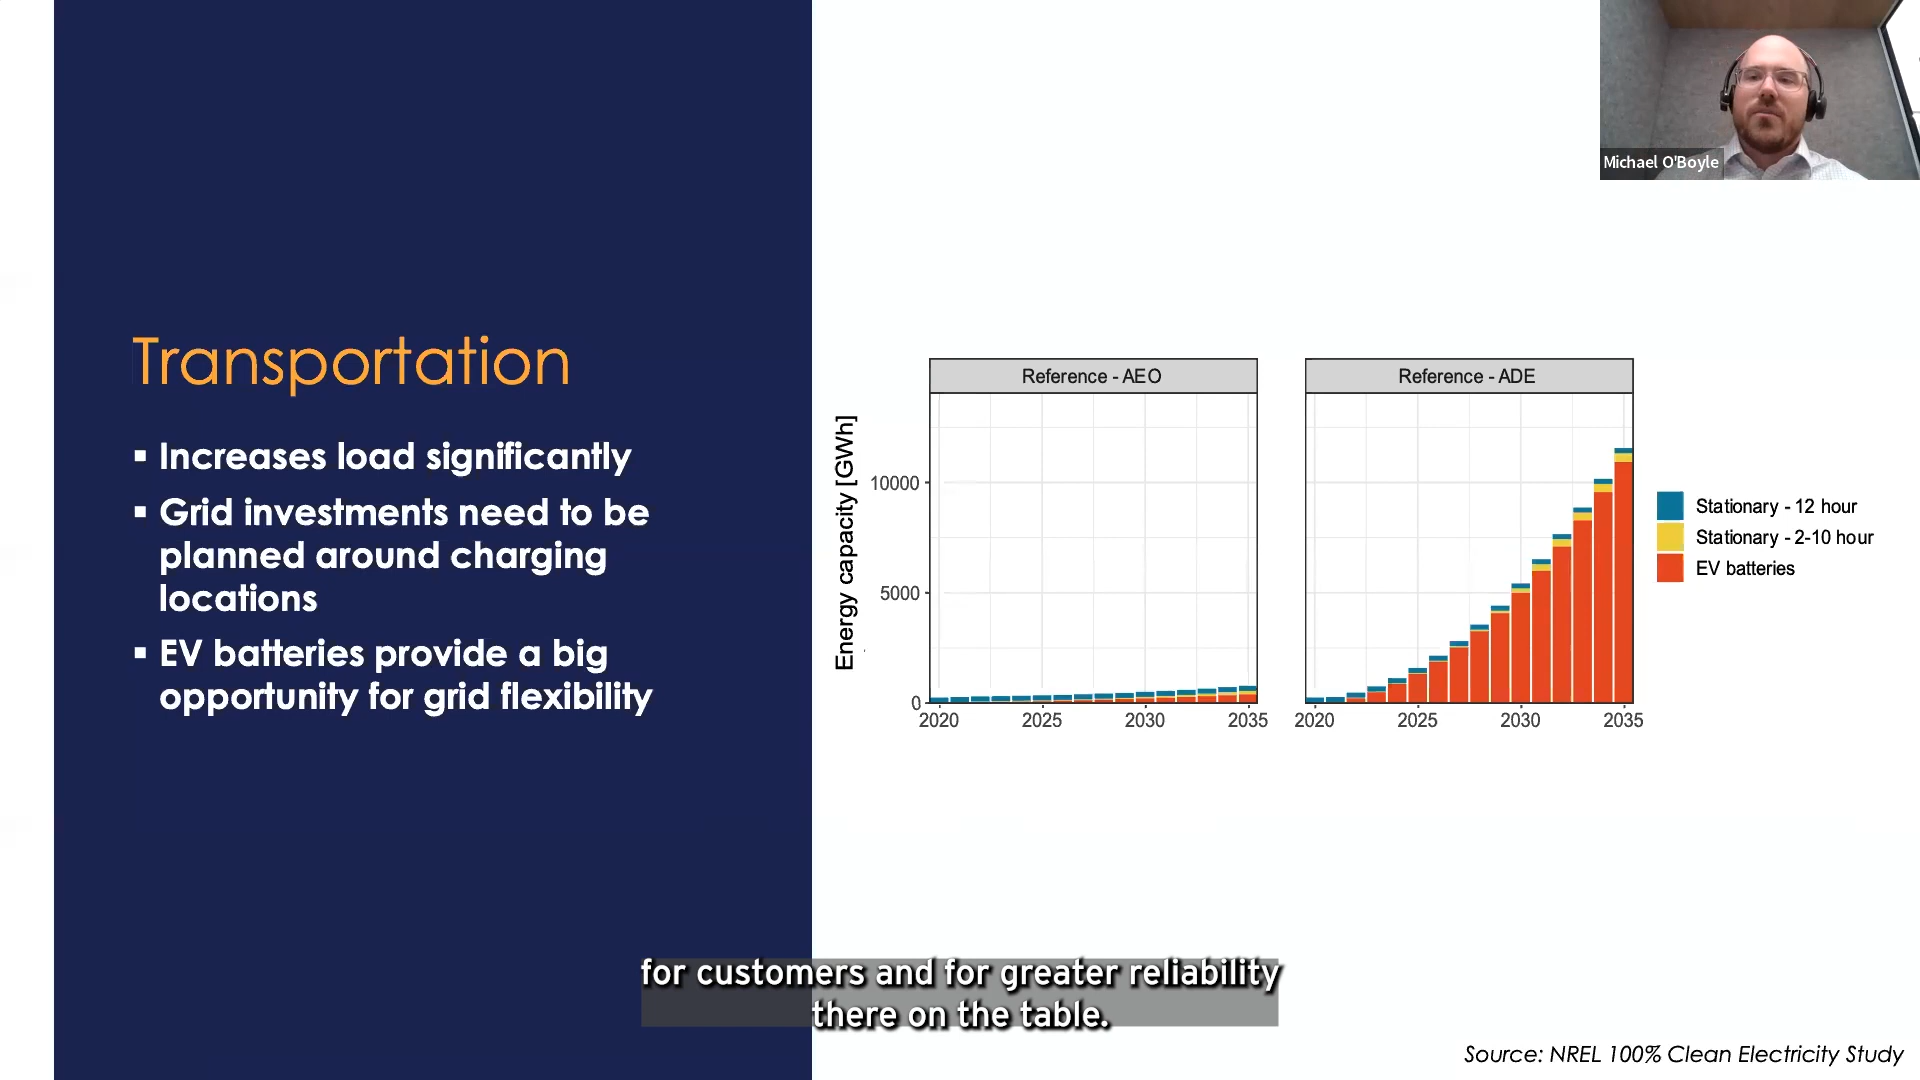 Michael O'Boyle
Transportation
▪ Increases load significantly
▪ Grid investments need to be
planned around charging
locations
▪ EV batteries provide a big
opportunity for grid flexibility
Reference - AEO
Reference - ADE
Energy capacity [GWh]
10000
5000
0
2020 2025 2030 2035
2020 2025 2030 2035
Stationary - 12 hour
Stationary - 2-10 hour
EV batteries
for customers and for greater reliability
there on the table.
Source: NREL 100% Clean Electricity Study